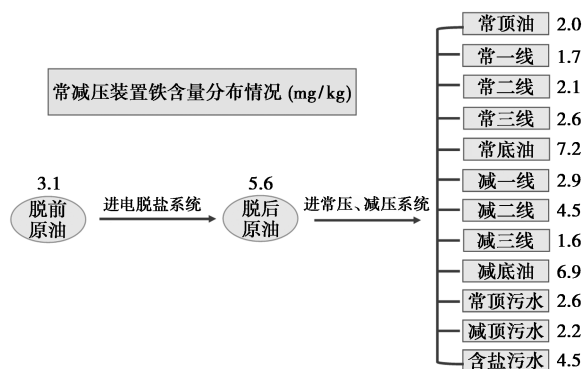 常减压装置铁含量分布情况 (mg/kg)
3.1
脱前
原油
进电脱盐系统
5.6
脱后
原油
进常压、减压系统
常顶油 2.0
常一线 1.7
常二线 2.1
常三线 2.6
常底油 7.2
减一线 2.9
减二线 4.5
减三线 1.6
减底油 6.9
常顶污水 2.6
减顶污水 2.2
含盐污水 4.5